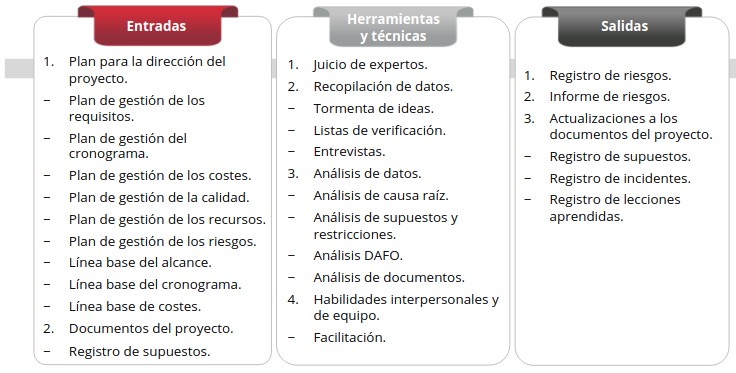 Entradas
1. Plan para la dirección del
proyecto.
– Plan de gestión de los
requisitos.
– Plan de gestión del
cronograma.
– Plan de gestión de los costes.
– Plan de gestión de la calidad.
– Plan de gestión de los recursos.
– Plan de gestión de los riesgos.
– Línea base del alcance.
– Línea base del cronograma.
– Línea base de costes.
2. Documentos del proyecto.
– Registro de supuestos.
Herramientas
y técnicas
1. Juicio de expertos.
2. Recopilación de datos.
– Tormenta de ideas.
– Listas de verificación.
– Entrevistas.
3. Análisis de datos.
– Análisis de causa raíz.
– Análisis de supuestos y
restricciones.
– Análisis DAFO.
– Análisis de documentos.
4. Habilidades interpersonales y
de equipo.
– Facilitación.
Salidas
1. Registro de riesgos.
2. Informe de riesgos.
3. Actualizaciones a los
documentos del proyecto.
– Registro de supuestos.
– Registro de incidentes.
– Registro de lecciones
aprendidas.